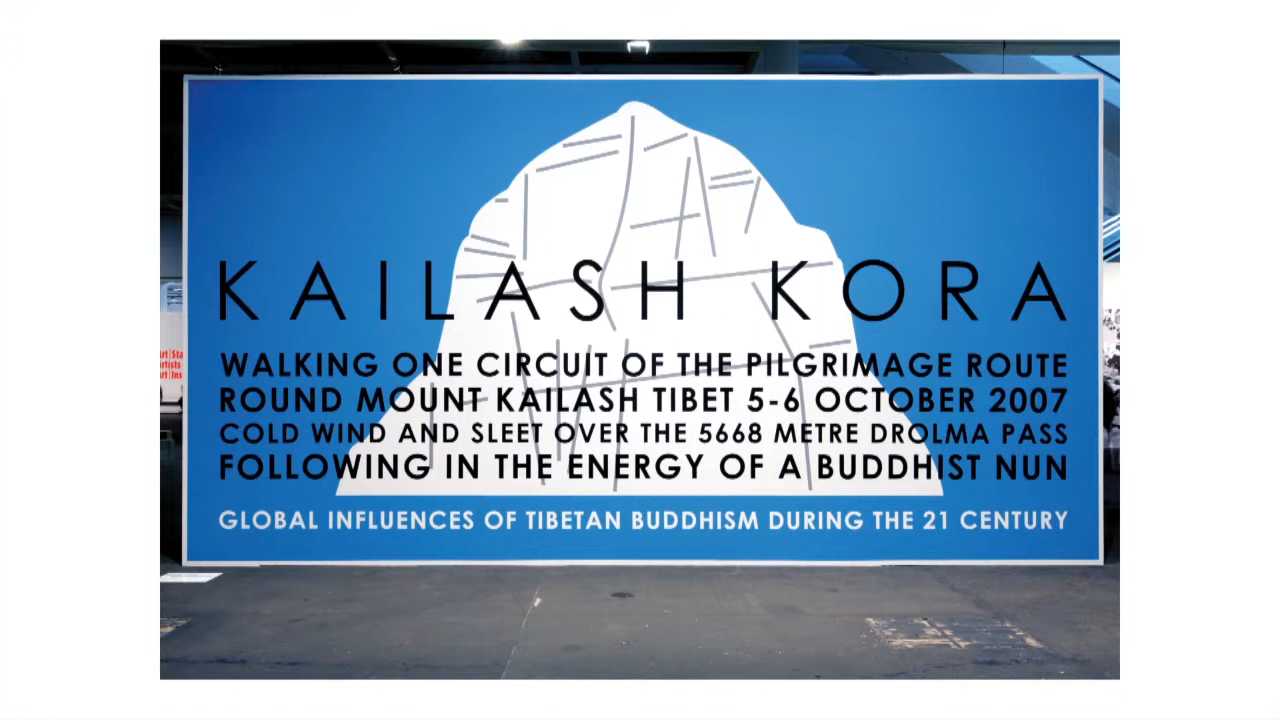 KAILASH KORA
WALKING ONE CIRCUIT OF THE PILGRIMAGE ROUTE
ROUND MOUNT KAILASH TIBET 5-6 OCTOBER 2007
COLD WIND AND SLEET OVER THE 5668 METRE DROLMA PASS
FOLLOWING IN THE ENERGY OF A BUDDHIST NUN
GLOBAL INFLUENCES OF TIBETAN BUDDHISM DURING THE 21 CENTURY